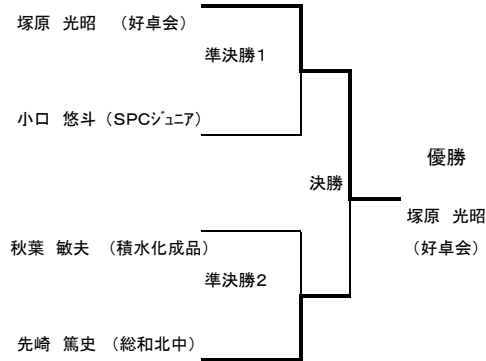 塚原　光昭　（好卓会）
準決勝１
小口　悠斗（ＳＰＣｼﾞｭﾆｱ）
優勝
決勝
塚原　光昭
（好卓会）
秋葉　敏夫　（積水化成品）
準決勝２
先崎　篤史　（総和北中）